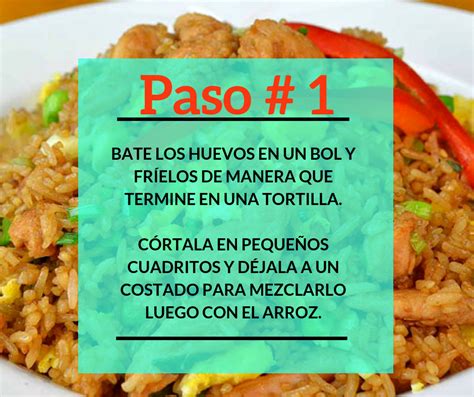 Paso # 1
BATE LOS HUEVOS EN UN BOL Y
FRÍELOS DE MANERA QUE
TERMINE EN UNA TORTILLA.
CÓRTALA EN PEQUEÑOS
CUADRITOS Y DÉJALA A UN
COSTADO PARA MEZCLARLO
LUEGO CON EL ARROZ.